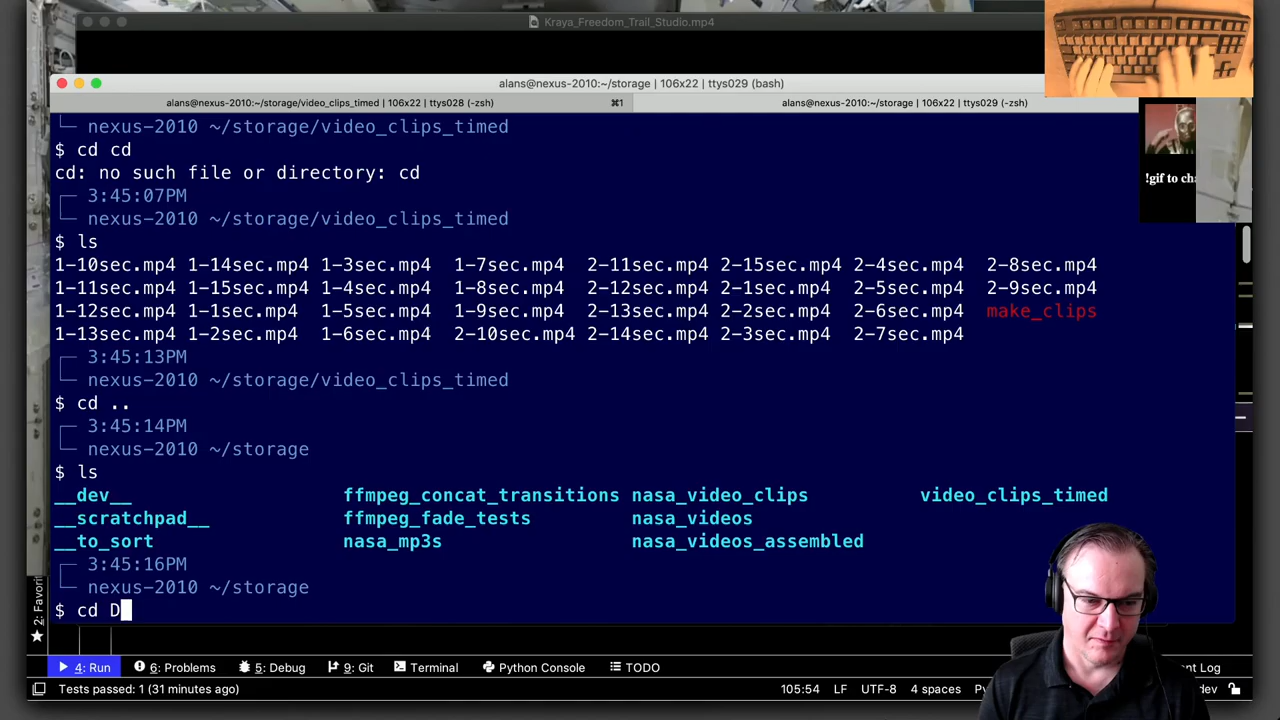 Kraya_Freedom_Trail_Studio.mp4
alans@nexus-2010:~/storage | 106x22 | ttys029 (bash)
alans@nexus-2010:~/storage/video_clips_timed | 106x22 | ttys028 (-zsh) ⌘1 alans@nexus-2010:~/storage | 106x22 | ttys029 (-zsh)
nexus-2010 ~/storage/video_clips_timed
$ cd cd
cd: no such file or directory: cd
3:45:07PM
nexus-2010 ~/storage/video_clips_timed
$ ls
1-10sec.mp4 1-14sec.mp4 1-3sec.mp4 1-7sec.mp4 2-11sec.mp4 2-15sec.mp4 2-4sec.mp4 2-8sec.mp4
1-11sec.mp4 1-15sec.mp4 1-4sec.mp4 1-8sec.mp4 2-12sec.mp4 2-1sec.mp4 2-5sec.mp4 2-9sec.mp4
1-12sec.mp4 1-1sec.mp4 1-5sec.mp4 1-9sec.mp4 2-13sec.mp4 2-2sec.mp4 2-6sec.mp4 make_clips
1-13sec.mp4 1-2sec.mp4 1-6sec.mp4 2-10sec.mp4 2-14sec.mp4 2-3sec.mp4 2-7sec.mp4
3:45:13PM
nexus-2010 ~/storage/video_clips_timed
$ cd ..
3:45:14PM
nexus-2010 ~/storage
$ ls
__dev__ ffmpeg_concat_transitions nasa_video_clips video_clips_timed
__scratchpad__ ffmpeg_fade_tests nasa_videos
__to_sort nasa_mp3s nasa_videos_assembled
3:45:16PM
nexus-2010 ~/storage
$ cd D
!gif to ch
2: Favorit
4: Run 6: Problems 5: Debug 9: Git Terminal Python Console TODO nt Log
Tests passed: 1 (31 minutes ago) 105:54 LF UTF-8 4 spaces Py dev